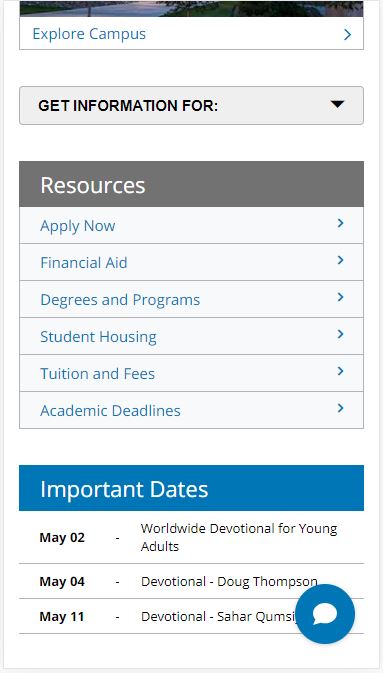 Explore Campus
GET INFORMATION FOR:
Resources
Apply Now
Financial Aid
Degrees and Programs
Student Housing
Tuition and Fees
Academic Deadlines
Important Dates
May 02 - Worldwide Devotional for Young
Adults
May 04 - Devotional - Doug Thompson
May 11 - Devotional - Sahar